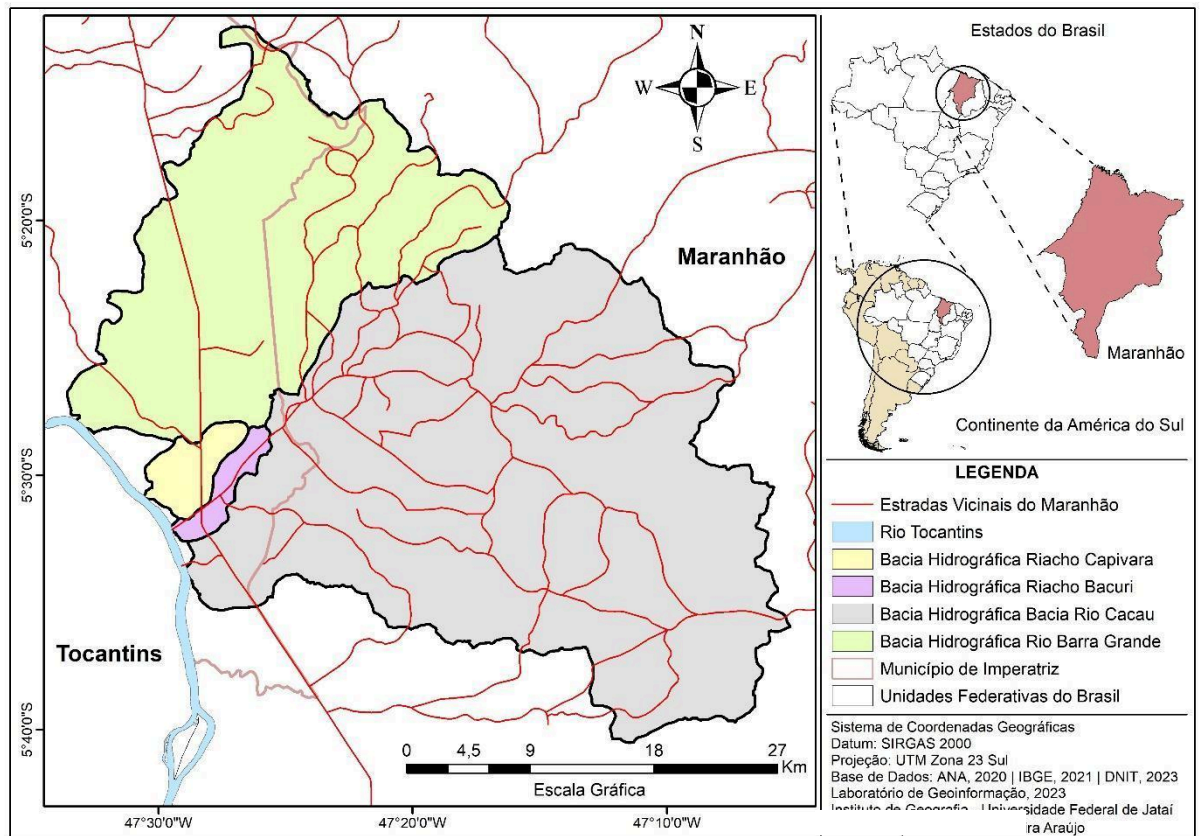 N
W
E
S
5°20'0"S
5°30'0"S
5°40'0"S
Maranhão
Tocantins
0 4,5 9 18 27
Km
Escala Gráfica
47°30'0"W 47°20'0"W 47°10'0"W
Estados do Brasil
Maranhão
Continente da América do Sul
LEGENDA
Estradas Vicinais do Maranhão
Rio Tocantins
Bacia Hidrográfica Riacho Capivara
Bacia Hidrográfica Riacho Bacuri
Bacia Hidrográfica Bacia Rio Cacau
Bacia Hidrográfica Rio Barra Grande
Município de Imperatriz
Unidades Federativas do Brasil
Sistema de Coordenadas Geográficas
Datum: SIRGAS 2000
Projeção: UTM Zona 23 Sul
Base de Dados: ANA, 2020 | IBGE, 2021 | DNIT, 2023
Laboratório de Geoinformação, 2023
Instituto de Geografia - Universidade Federal de Jataí
ra Araújo